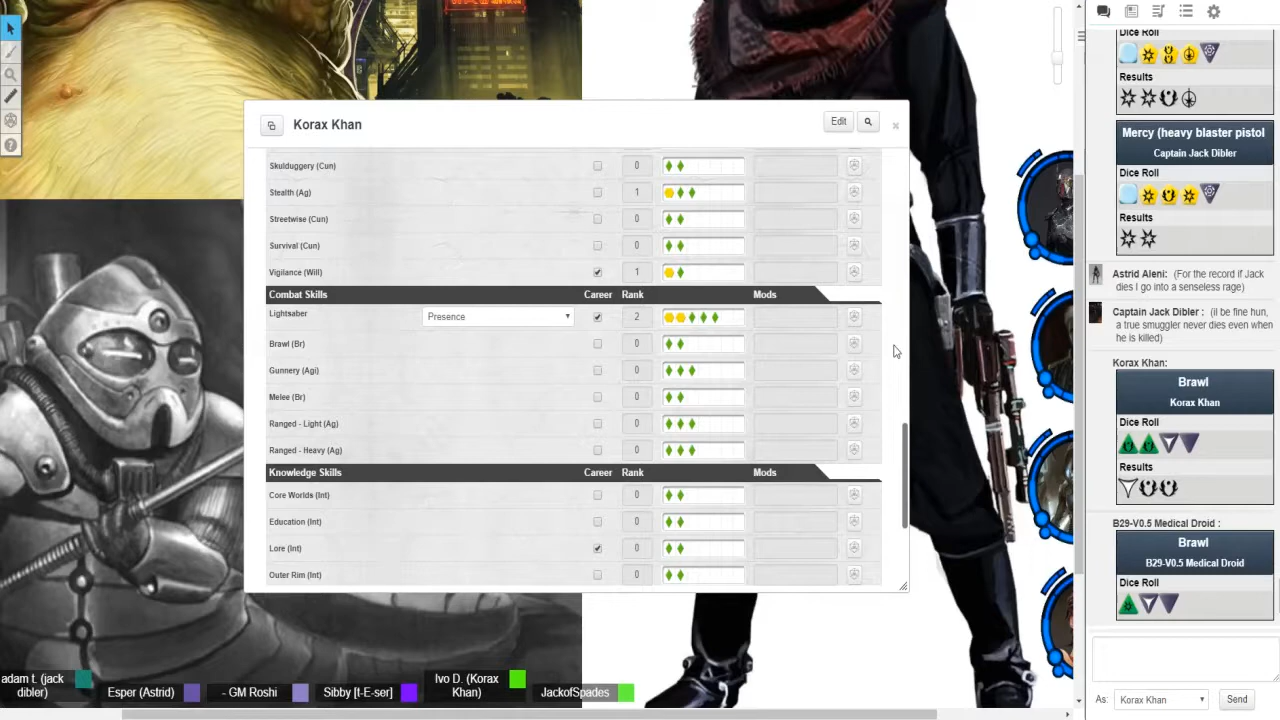 Korax Khan
Edit
Skulduggery (Cun)
0
Stealth (Ag)
1
Streetwise (Cun)
0
Survival (Cun)
0
Vigilance (Will)
1
Combat Skills
Career
Rank
Mods
Lightsaber
Presence
2
Brawl (Br)
0
Gunnery (Agi)
0
Melee (Br)
0
Ranged - Light (Ag)
0
Ranged - Heavy (Ag)
0
Knowledge Skills
Career
Rank
Mods
Core Worlds (Int)
0
Education (Int)
0
Lore (Int)
0
Outer Rim (Int)
0
adam t. (jack
dibler)
Esper (Astrid)
- GM Roshi
Sibby [t-E-ser]
Ivo D. (Korax
Khan)
JackofSpades
Dice Roll
Results
Mercy (heavy blaster pistol
Captain Jack Dibler
Dice Roll
Results
Astrid Aleni: (For the record if Jack
dies I go into a senseless rage)
Captain Jack Dibler : (il be fine hun,
a true smuggler never dies even when
he is killed)
Korax Khan:
Brawl
Korax Khan
Dice Roll
Results
B29-V0.5 Medical Droid :
Brawl
B29-V0.5 Medical Droid
Dice Roll
As:
Korax Khan
Send